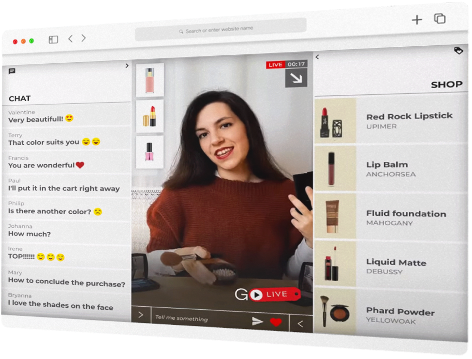 Search or enter website name
CHAT
Valentine
Very beautifull!
Terry
That color suits you
Francis
You are wonderful
Paul
I'll put it in the cart right away
Philip
Is there another color?
Johanna
How much?
Irene
TOP!!!!!!
Mary
How to conclude the purchase?
Bryanne
I love the shades on the face
LIVE 00:17
GO LIVE
Tell me something
SHOP
Red Rock Lipstick
UPIMER
Lip Balm
ANCHORSEA
Fluid foundation
MAHOGANY
Liquid Matte
DEBUSSY
Phard Powder
YELLOWOAK